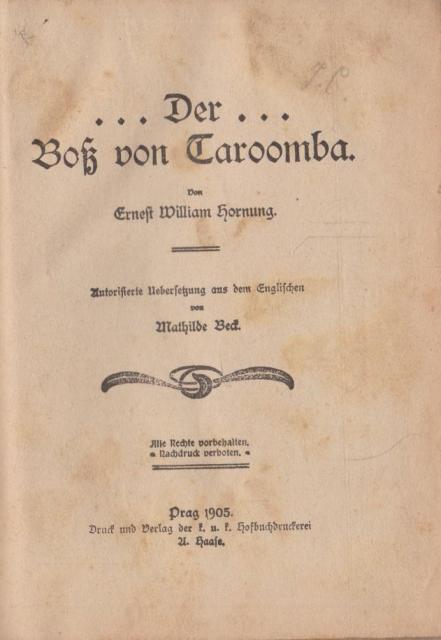 ... Der ...
Boß von Taroomba.
Von
Ernest William Hornung.
Autorisierte Uebersetzung aus dem Englischen
von
Mathilde Beck.
Alle Rechte vorbehalten.
Nachdruck verboten.
Prag 1905.
Druck und Verlag der k. u. k. Hofbuchdruckerei
A. Haase.